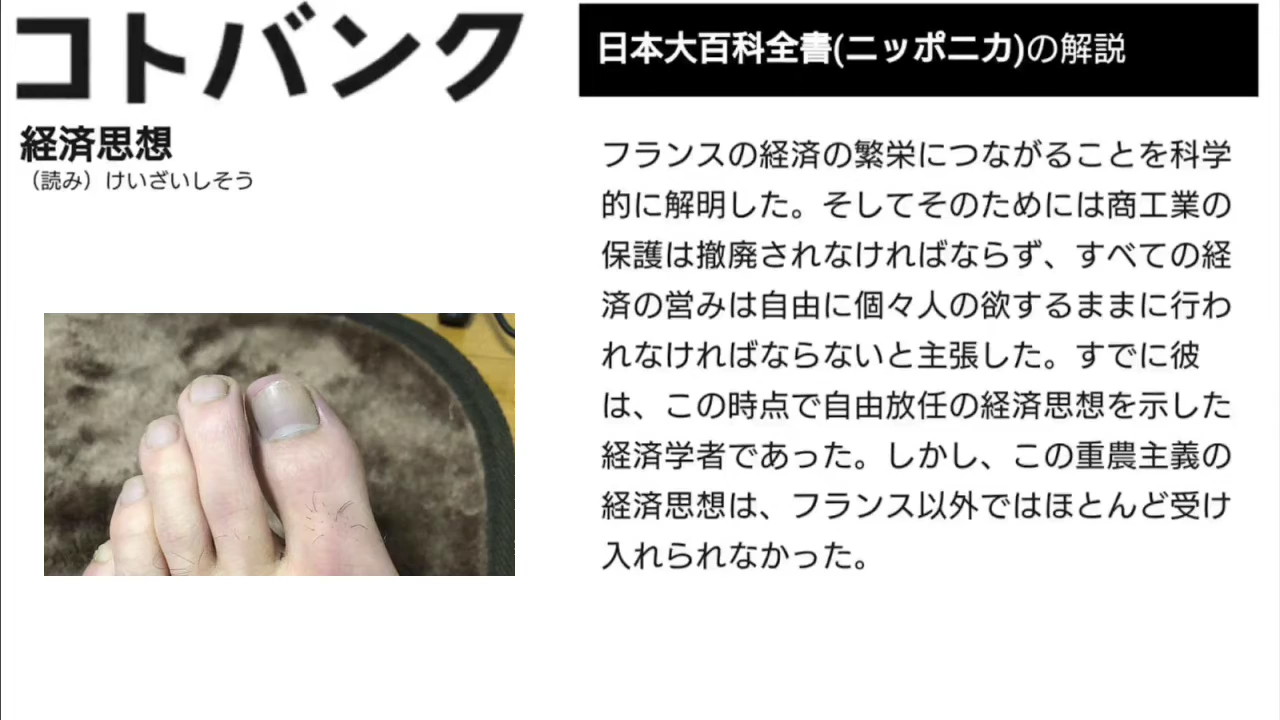 コトバンク
経済思想
（読み）けいざいしそう
日本大百科全書(ニッポニカ)の解説
フランスの経済の繁栄につながることを科学
的に解明した。そしてそのためには商工業の
保護は撤廃されなければならず、すべての経
済の営みは自由に個々人の欲するままに行わ
れなければならないと主張した。すでに彼
は、この時点で自由放任の経済思想を示した
経済学者であった。しかし、この重農主義の
経済思想は、フランス以外ではほとんど受け
入れられなかった。